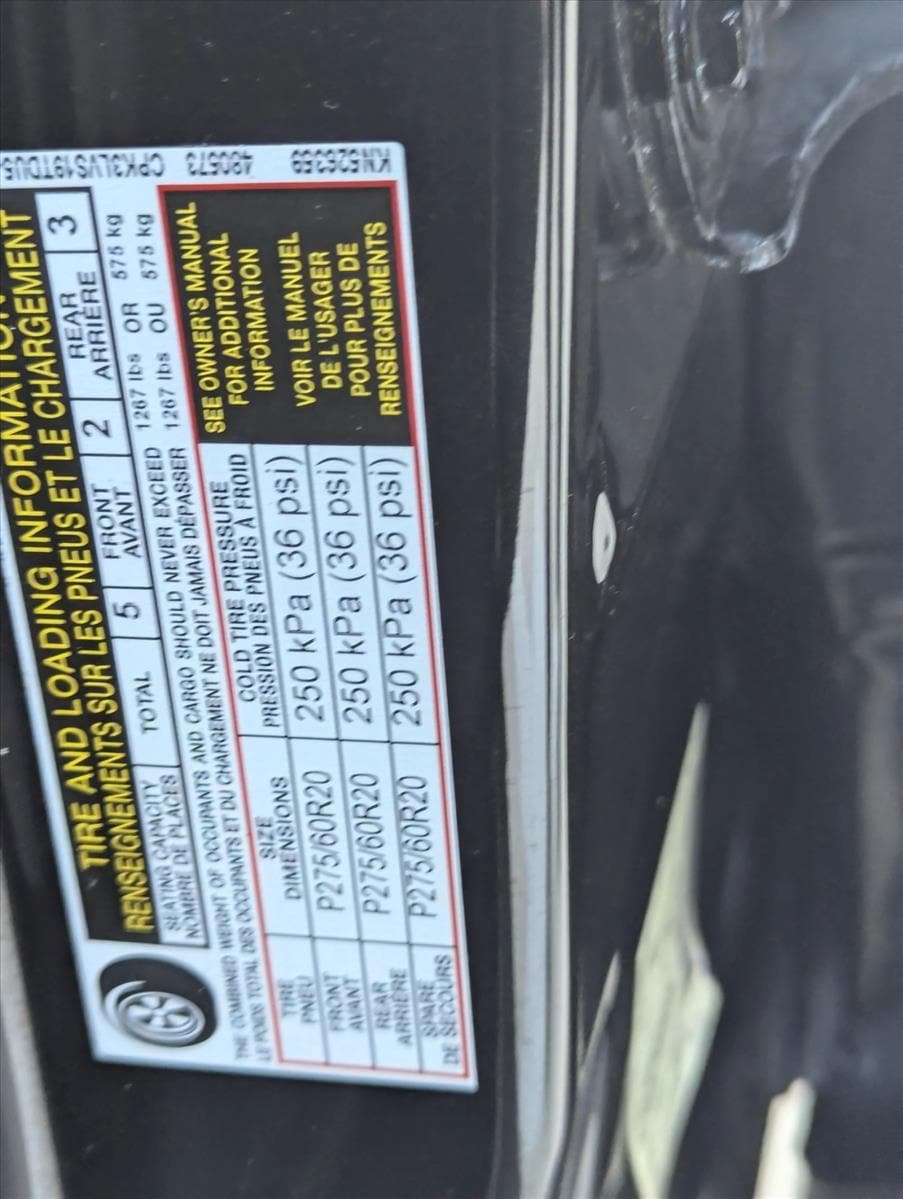 TIRE AND LOADING INFORMATION
RENSEIGNEMENTS SUR LES PNEUS ET LE CHARGEMENT
SEATING CAPACITY
NOMBRE DE PLACES
TOTAL 5
FRONT
AVANT
2
REAR
ARRIÈRE
3
THE COMBINED WEIGHT OF OCCUPANTS AND CARGO SHOULD NEVER EXCEED 1267 lbs OR 575 kg
LE POIDS TOTAL DES OCCUPANTS ET DU CHARGEMENT NE DOIT JAMAIS DÉPASSER 1267 lbs OU 575 kg
TIRE
PNEU
SIZE
DIMENSIONS
COLD TIRE PRESSURE
PRESSION DES PNEUS À FROID
FRONT
AVANT
P275/60R20 250 kPa (36 psi)
REAR
ARRIÈRE
P275/60R20 250 kPa (36 psi)
SPARE
DE SECOURS
P275/60R20 250 kPa (36 psi)
SEE OWNER'S MANUAL
FOR ADDITIONAL
INFORMATION
VOIR LE MANUEL
DE L'USAGER
POUR PLUS DE
RENSEIGNEMENTS
CPK3LVS19TDU5
480573
KN526359